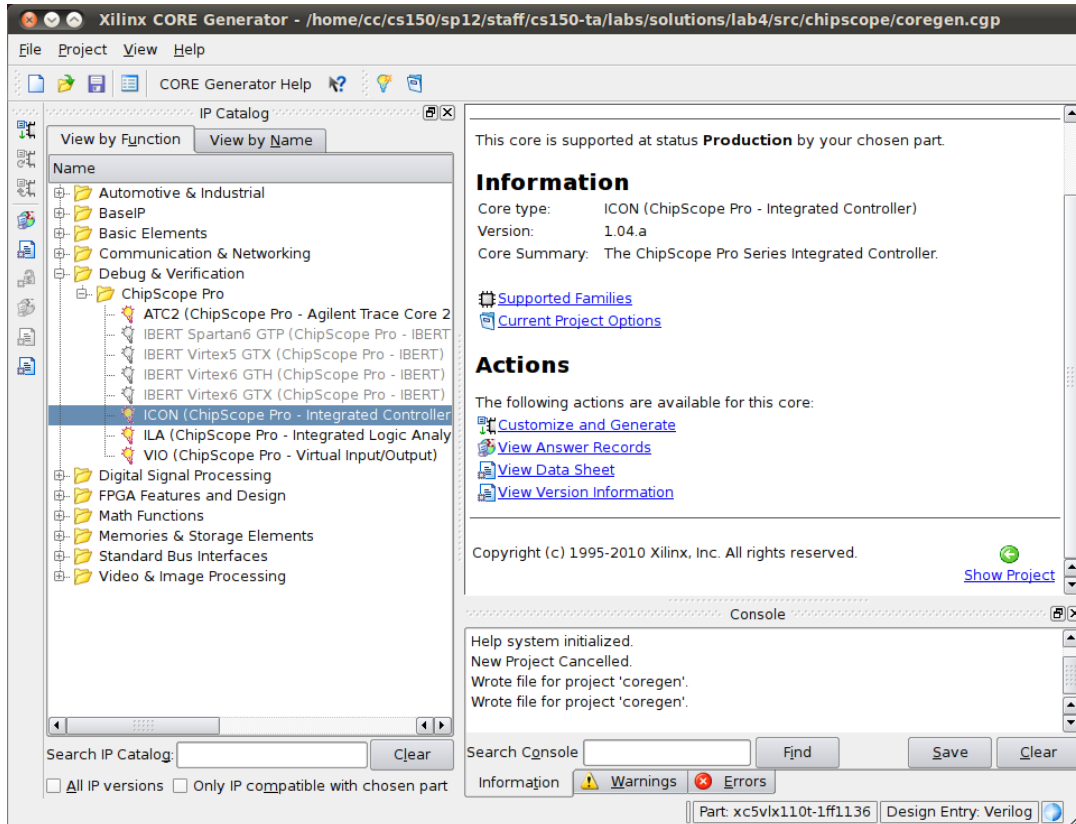 Xilinx CORE Generator - /home/cc/cs150/sp12/staff/cs150-ta/labs/solutions/lab4/src/chipscope/coregen.cgp
File Project View Help
CORE Generator Help
IP Catalog
View by Function View by Name
Name
Automotive & Industrial
BaseIP
Basic Elements
Communication & Networking
Debug & Verification
ChipScope Pro
ATC2 (ChipScope Pro - Agilent Trace Core 2
IBERT Spartan6 GTP (ChipScope Pro - IBERT)
IBERT Virtex5 GTX (ChipScope Pro - IBERT)
IBERT Virtex6 GTH (ChipScope Pro - IBERT)
IBERT Virtex6 GTX (ChipScope Pro - IBERT)
ICON (ChipScope Pro - Integrated Controller
ILA (ChipScope Pro - Integrated Logic Analy
VIO (ChipScope Pro - Virtual Input/Output)
Digital Signal Processing
FPGA Features and Design
Math Functions
Memories & Storage Elements
Standard Bus Interfaces
Video & Image Processing
Search IP Catalog: Clear
All IP versions Only IP compatible with chosen part
This core is supported at status Production by your chosen part.
Information
Core type: ICON (ChipScope Pro - Integrated Controller)
Version: 1.04.a
Core Summary: The ChipScope Pro Series Integrated Controller.
Supported Families
Current Project Options
Actions
The following actions are available for this core:
Customize and Generate
View Answer Records
View Data Sheet
View Version Information
Copyright (c) 1995-2010 Xilinx, Inc. All rights reserved.
Show Project
Console
Help system initialized.
New Project Cancelled.
Wrote file for project 'coregen'.
Wrote file for project 'coregen'.
Search Console Find Save Clear
Information Warnings Errors
Part: xc5vlx110t-1ff1136 Design Entry: Verilog